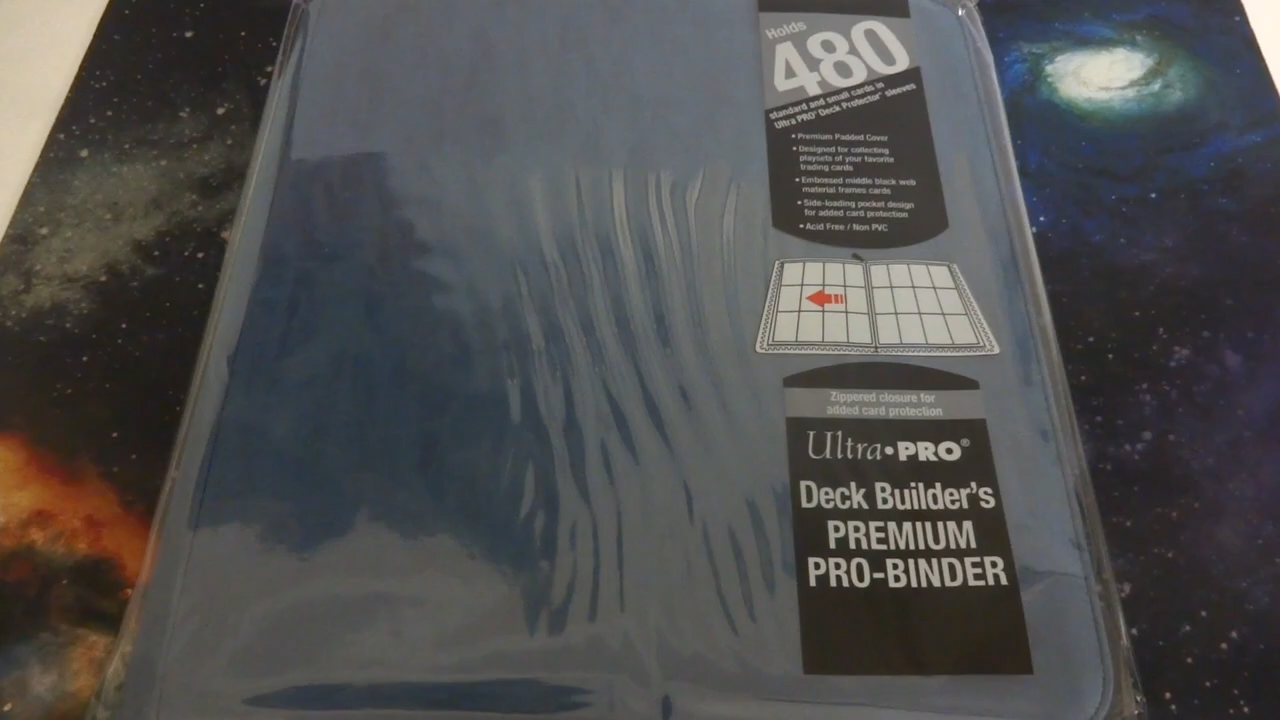 Holds
480
standard and small cards in
Ultra PRO® Deck Protector® sleeves
• Premium Padded Cover
• Designed for collecting
playsets of your favorite
trading cards
• Embossed middle black web
material frames cards
• Side-loading pocket design
for added card protection
• Acid Free / Non PVC
Zippered closure for
added card protection
Ultra•PRO®
Deck Builder's
PREMIUM
PRO-BINDER